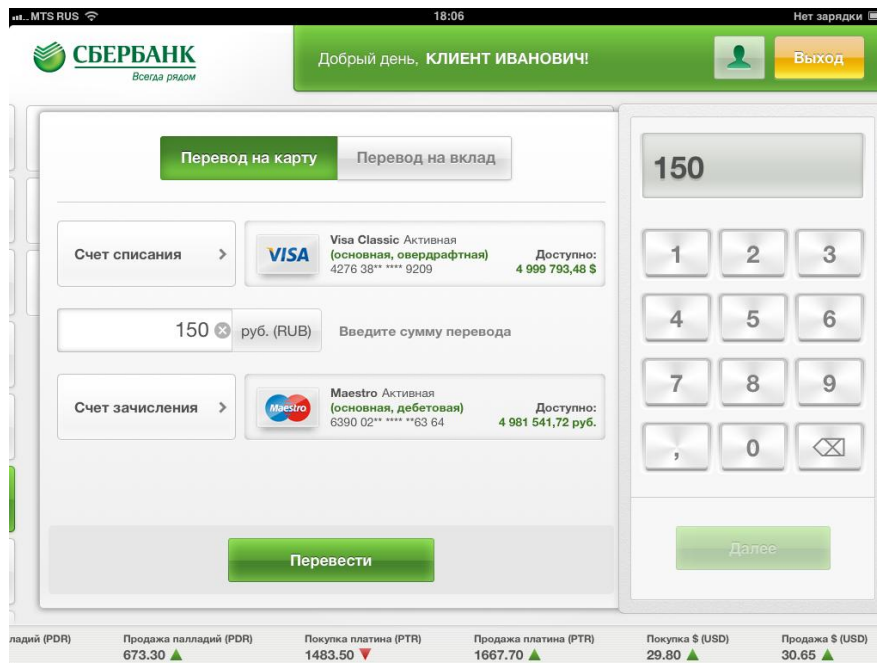 MTS RUS
18:06
Нет зарядки
СБЕРБАНК
Всегда рядом
Добрый день, КЛИЕНТ ИВАНОВИЧ!
Выход
Перевод на карту
Перевод на вклад
150
Счет списания
VISA
Visa Classic Активная
(основная, овердрафтная)
4276 38** **** 9209
Доступно:
4 999 793,48 $
150 руб. (RUB)
Введите сумму перевода
Счет зачисления
Maestro
Maestro Активная
(основная, дебетовая)
6390 02** **** **63 64
Доступно:
4 981 541,72 руб.
1 2 3
4 5 6
7 8 9
, 0
Перевести
Далее
ладий (PDR)
Продажа палладий (PDR)
673.30
Покупка платина (PTR)
1483.50
Продажа платина (PTR)
1667.70
Покупка $ (USD)
29.80
Продажа $ (USD)
30.65